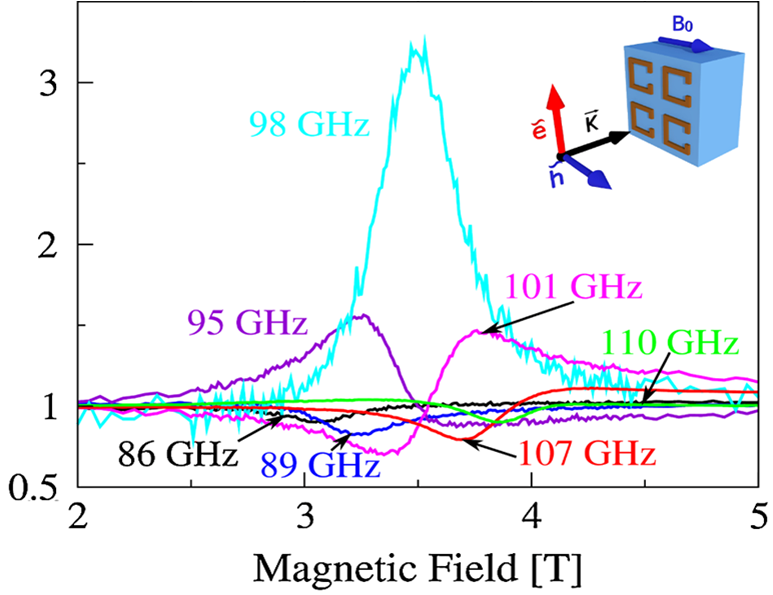 B₀
3
98 GHz
K⃗
ẽ
h̃
2
101 GHz
95 GHz
110 GHz
1
86 GHz
89 GHz
107 GHz
0.5
2 3 4 5
Magnetic Field [T]